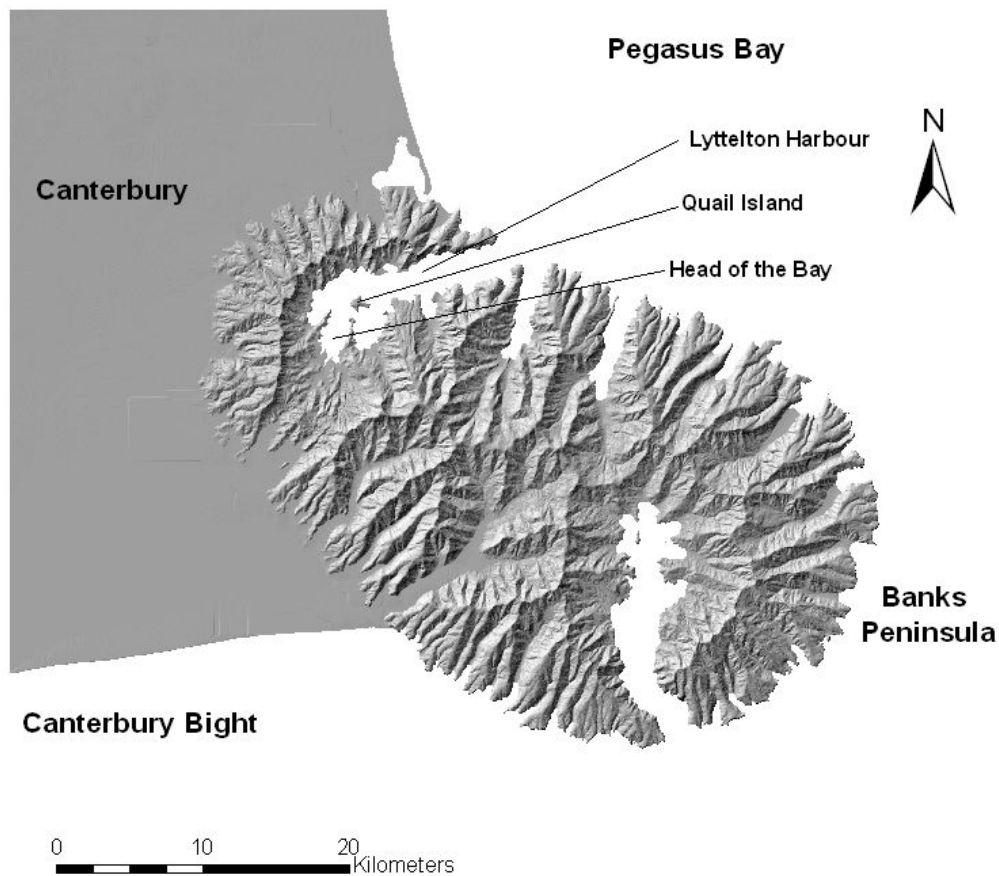 Pegasus Bay
N
Lyttelton Harbour
Canterbury
Quail Island
Head of the Bay
Banks
Peninsula
Canterbury Bight
0 10 20
Kilometers